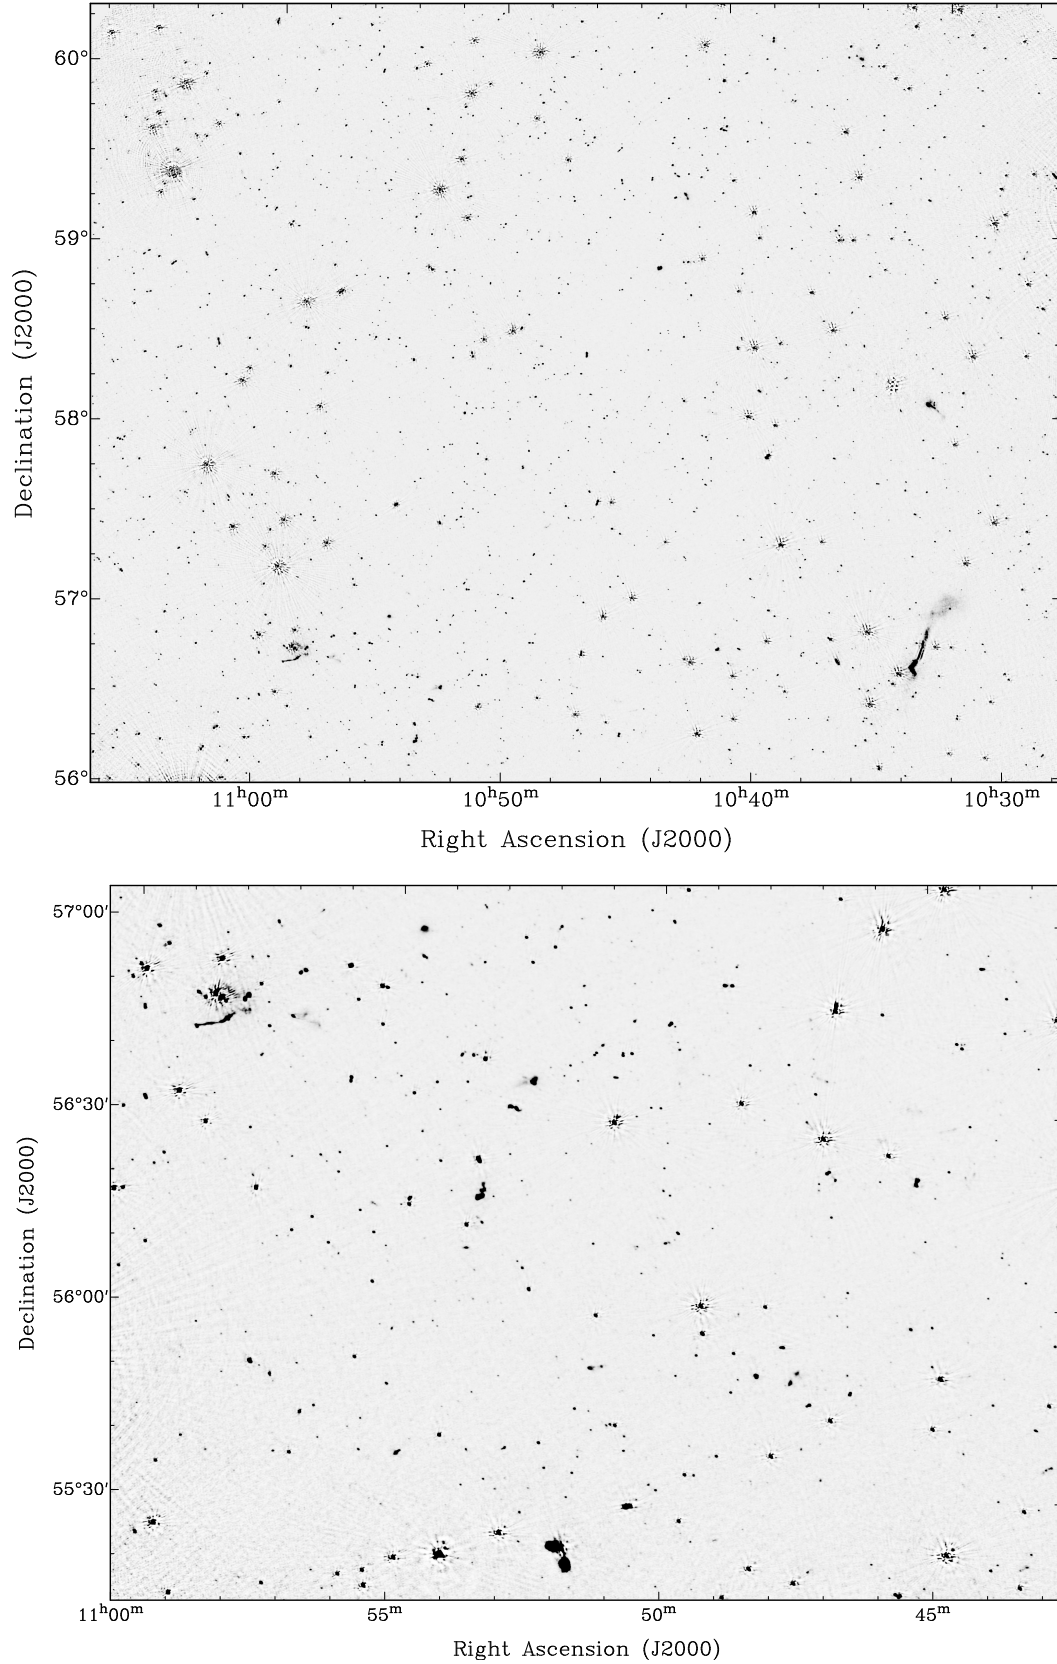 60°
59°
58°
57°
56°
Declination (J2000)
11ʰ00ᵐ
10ʰ50ᵐ
10ʰ40ᵐ
10ʰ30ᵐ
Right Ascension (J2000)
57°00′
56°30′
56°00′
55°30′
Declination (J2000)
11ʰ00ᵐ
55ᵐ
50ᵐ
45ᵐ
Right Ascension (J2000)